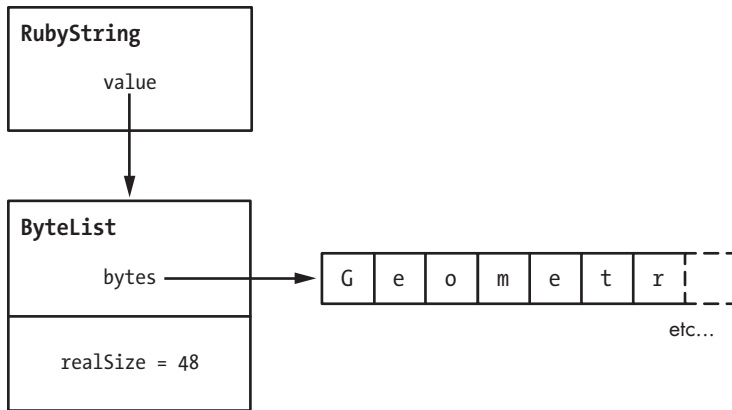 RubyString
value
ByteList
bytes
G e o m e t r
etc...
realSize = 48